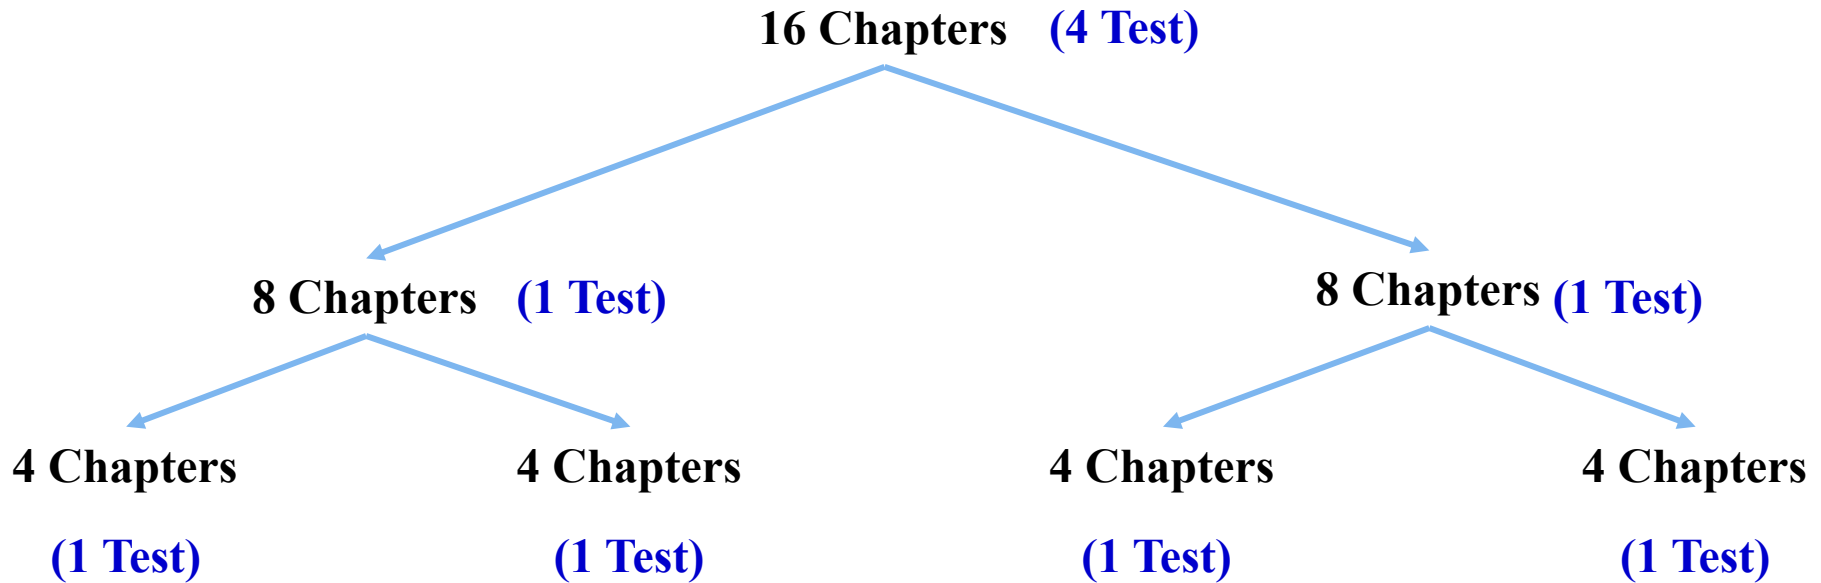 16 Chapters (4 Test)
8 Chapters (1 Test) 8 Chapters (1 Test)
4 Chapters 4 Chapters 4 Chapters 4 Chapters
(1 Test) (1 Test) (1 Test) (1 Test)